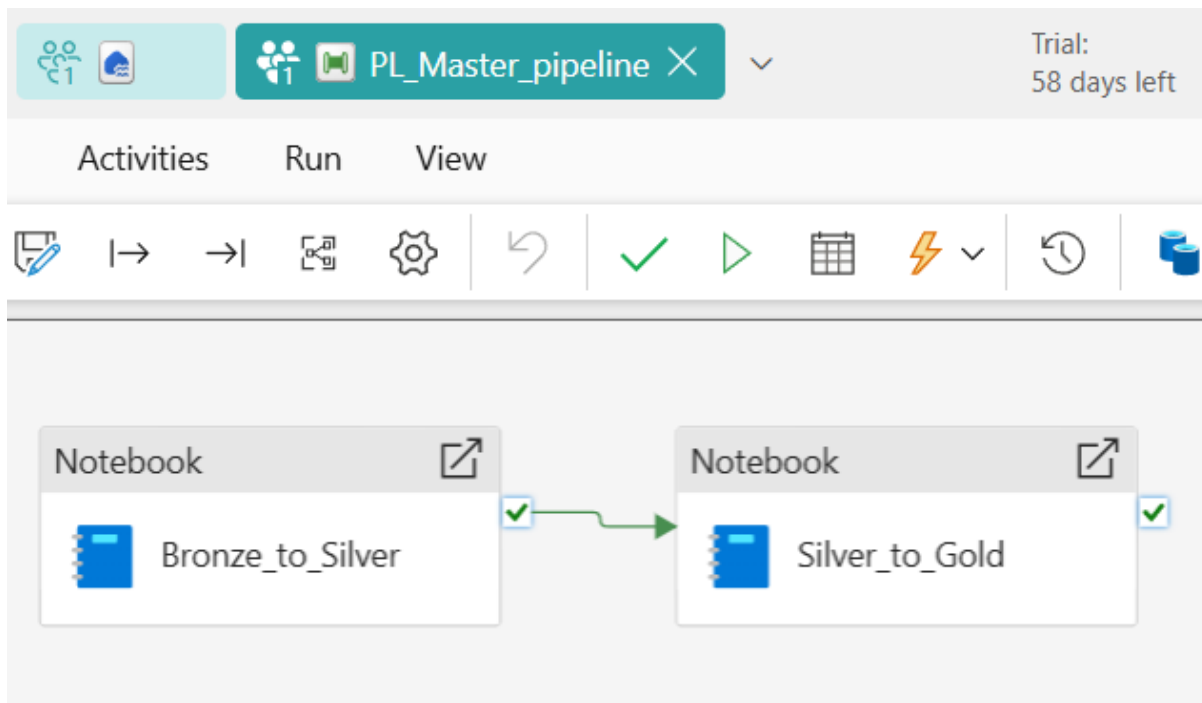 PL_Master_pipeline
Trial:
58 days left
Activities Run View
Notebook
Bronze_to_Silver
Notebook
Silver_to_Gold